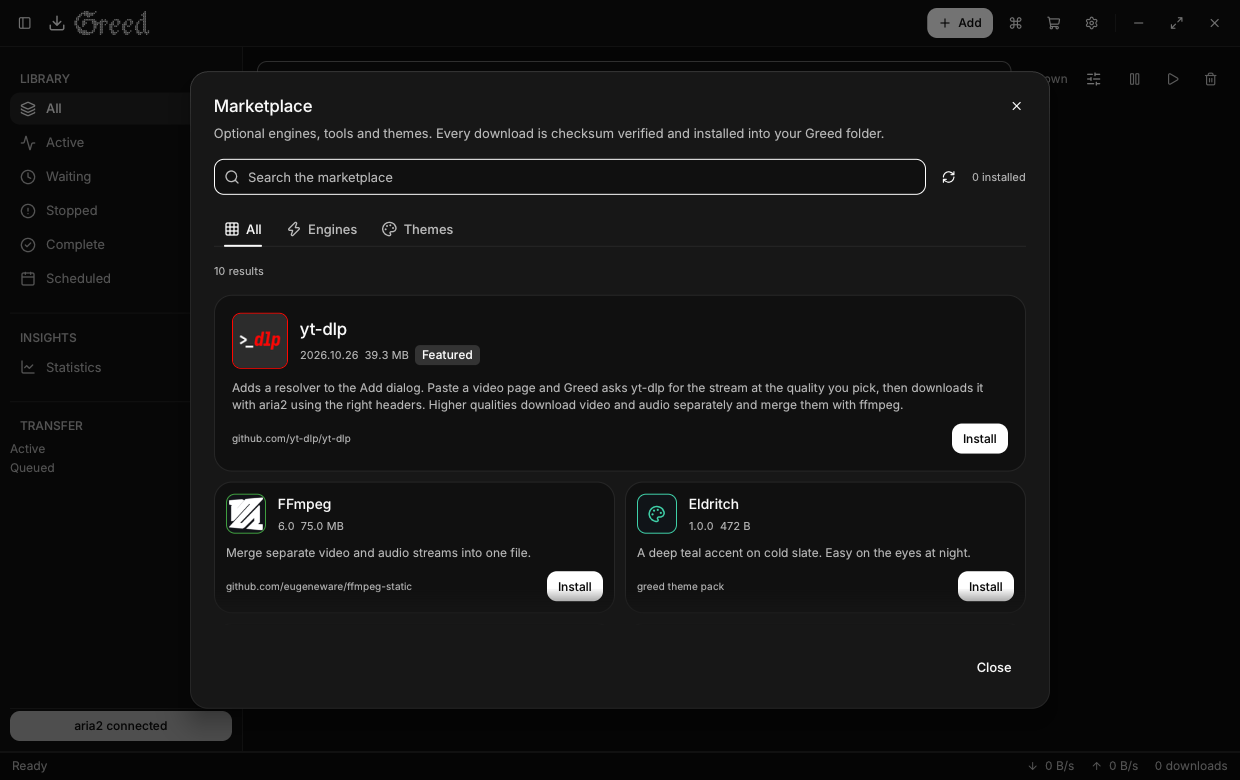 Greed
Add
LIBRARY
All
Active
Waiting
Stopped
Complete
Scheduled
INSIGHTS
Statistics
TRANSFER
Active
Queued
aria2 connected
Marketplace
Optional engines, tools and themes. Every download is checksum verified and installed into your Greed folder.
Search the marketplace
0 installed
All Engines Themes
10 results
yt-dlp
>_dlp
2026.10.26 39.3 MB Featured
Adds a resolver to the Add dialog. Paste a video page and Greed asks yt-dlp for the stream at the quality you pick, then downloads it
with aria2 using the right headers. Higher qualities download video and audio separately and merge them with ffmpeg.
github.com/yt-dlp/yt-dlp
Install
FFmpeg
6.0 75.0 MB
Merge separate video and audio streams into one file.
github.com/eugeneware/ffmpeg-static
Install
Eldritch
1.0.0 472 B
A deep teal accent on cold slate. Easy on the eyes at night.
greed theme pack
Install
Close
Ready
0 B/s 0 B/s 0 downloads